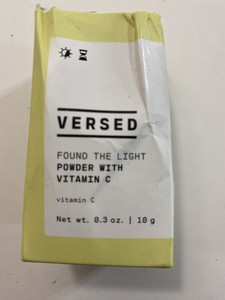 VERSED
FOUND THE LIGHT
POWDER WITH
VITAMIN C
vitamin C
Net wt. 0.3 oz. | 10 g